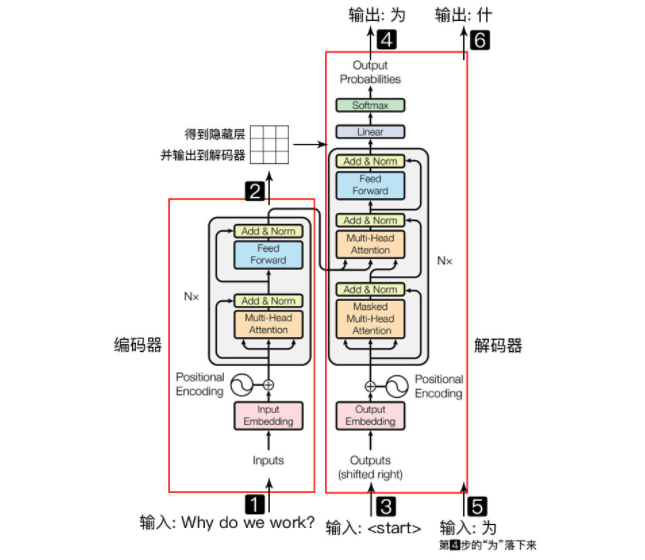 输出: 为
输出: 什
4
6
Output
Probabilities
Softmax
Linear
得到隐藏层
并输出到解码器
2
Add & Norm
Feed
Forward
Add & Norm
Multi-Head
Attention
Add & Norm
Masked
Multi-Head
Attention
N×
Add & Norm
Feed
Forward
Add & Norm
Multi-Head
Attention
N×
编码器
解码器
Positional
Encoding
Positional
Encoding
Input
Embedding
Output
Embedding
Inputs
Outputs
(shifted right)
1
3
5
输入: Why do we work?
输入: <start>
输入: 为
第4步的“为”落下来